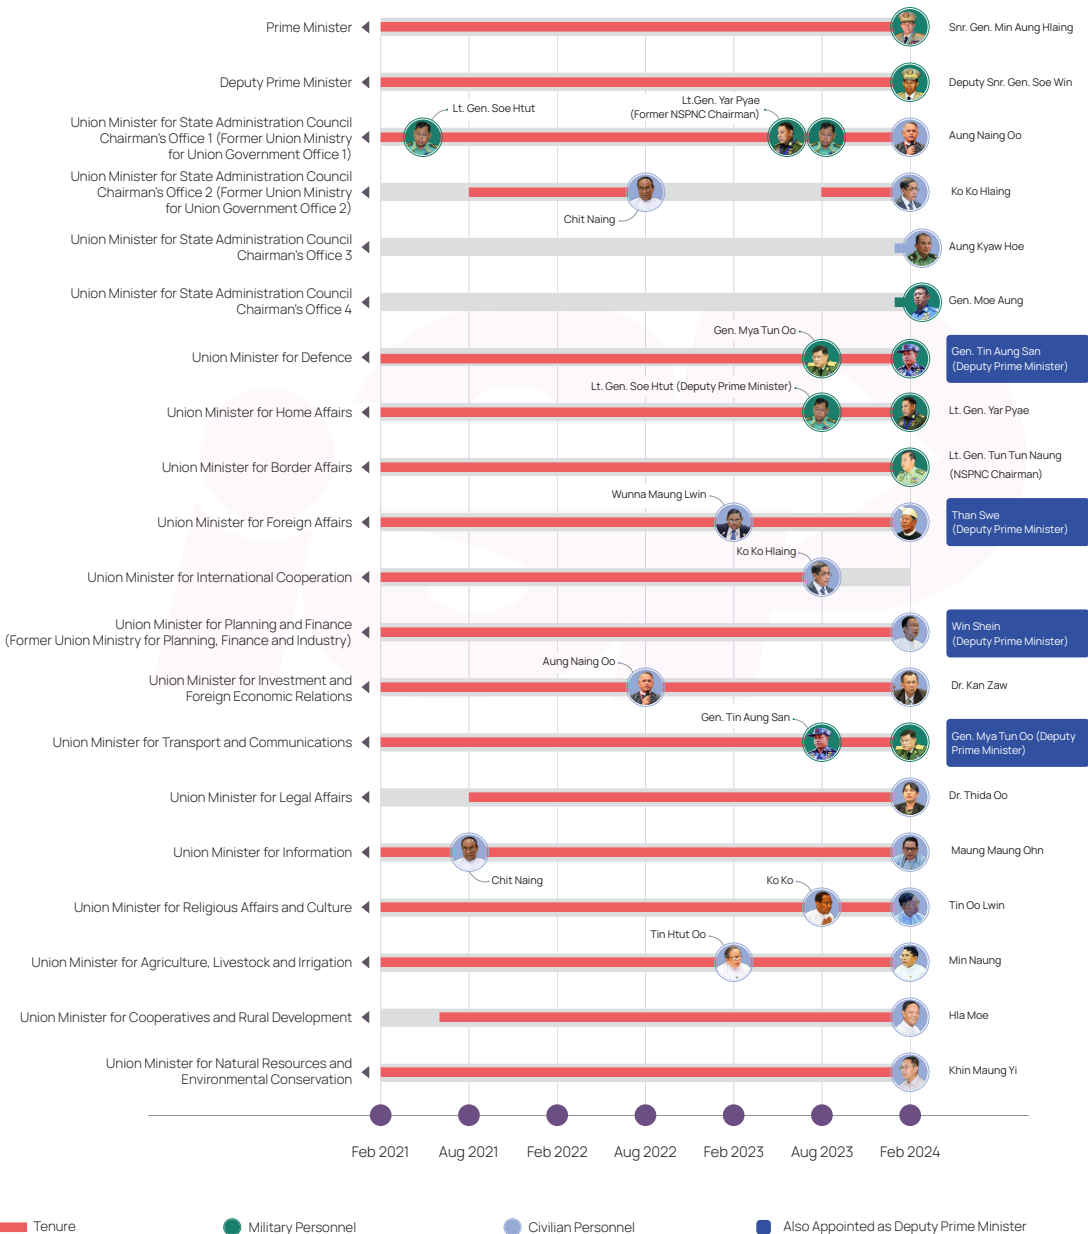 Prime Minister
Snr. Gen. Min Aung Hlaing
Deputy Prime Minister
Deputy Snr. Gen. Soe Win
Lt. Gen. Soe Htut
Lt.Gen. Yar Pyae
(Former NSPNC Chairman)
Union Minister for State Administration Council
Chairman's Office 1 (Former Union Ministry
for Union Government Office 1)
Aung Naing Oo
Union Minister for State Administration Council
Chairman's Office 2 (Former Union Ministry
for Union Government Office 2)
Chit Naing
Ko Ko Hlaing
Union Minister for State Administration Council
Chairman's Office 3
Aung Kyaw Hoe
Union Minister for State Administration Council
Chairman's Office 4
Gen. Moe Aung
Gen. Mya Tun Oo
Union Minister for Defence
Gen. Tin Aung San
(Deputy Prime Minister)
Lt. Gen. Soe Htut (Deputy Prime Minister)
Union Minister for Home Affairs
Lt. Gen. Yar Pyae
Union Minister for Border Affairs
Lt. Gen. Tun Tun Naung
(NSPNC Chairman)
Wunna Maung Lwin
Union Minister for Foreign Affairs
Than Swe
(Deputy Prime Minister)
Ko Ko Hlaing
Union Minister for International Cooperation
Union Minister for Planning and Finance
(Former Union Ministry for Planning, Finance and Industry)
Win Shein
(Deputy Prime Minister)
Aung Naing Oo
Union Minister for Investment and
Foreign Economic Relations
Dr. Kan Zaw
Gen. Tin Aung San
Union Minister for Transport and Communications
Gen. Mya Tun Oo (Deputy
Prime Minister)
Union Minister for Legal Affairs
Dr. Thida Oo
Union Minister for Information
Chit Naing
Maung Maung Ohn
Ko Ko
Union Minister for Religious Affairs and Culture
Tin Oo Lwin
Tin Htut Oo
Union Minister for Agriculture, Livestock and Irrigation
Min Naung
Union Minister for Cooperatives and Rural Development
Hla Moe
Union Minister for Natural Resources and
Environmental Conservation
Khin Maung Yi
Feb 2021
Aug 2021
Feb 2022
Aug 2022
Feb 2023
Aug 2023
Feb 2024
Tenure
Military Personnel
Civilian Personnel
Also Appointed as Deputy Prime Minister